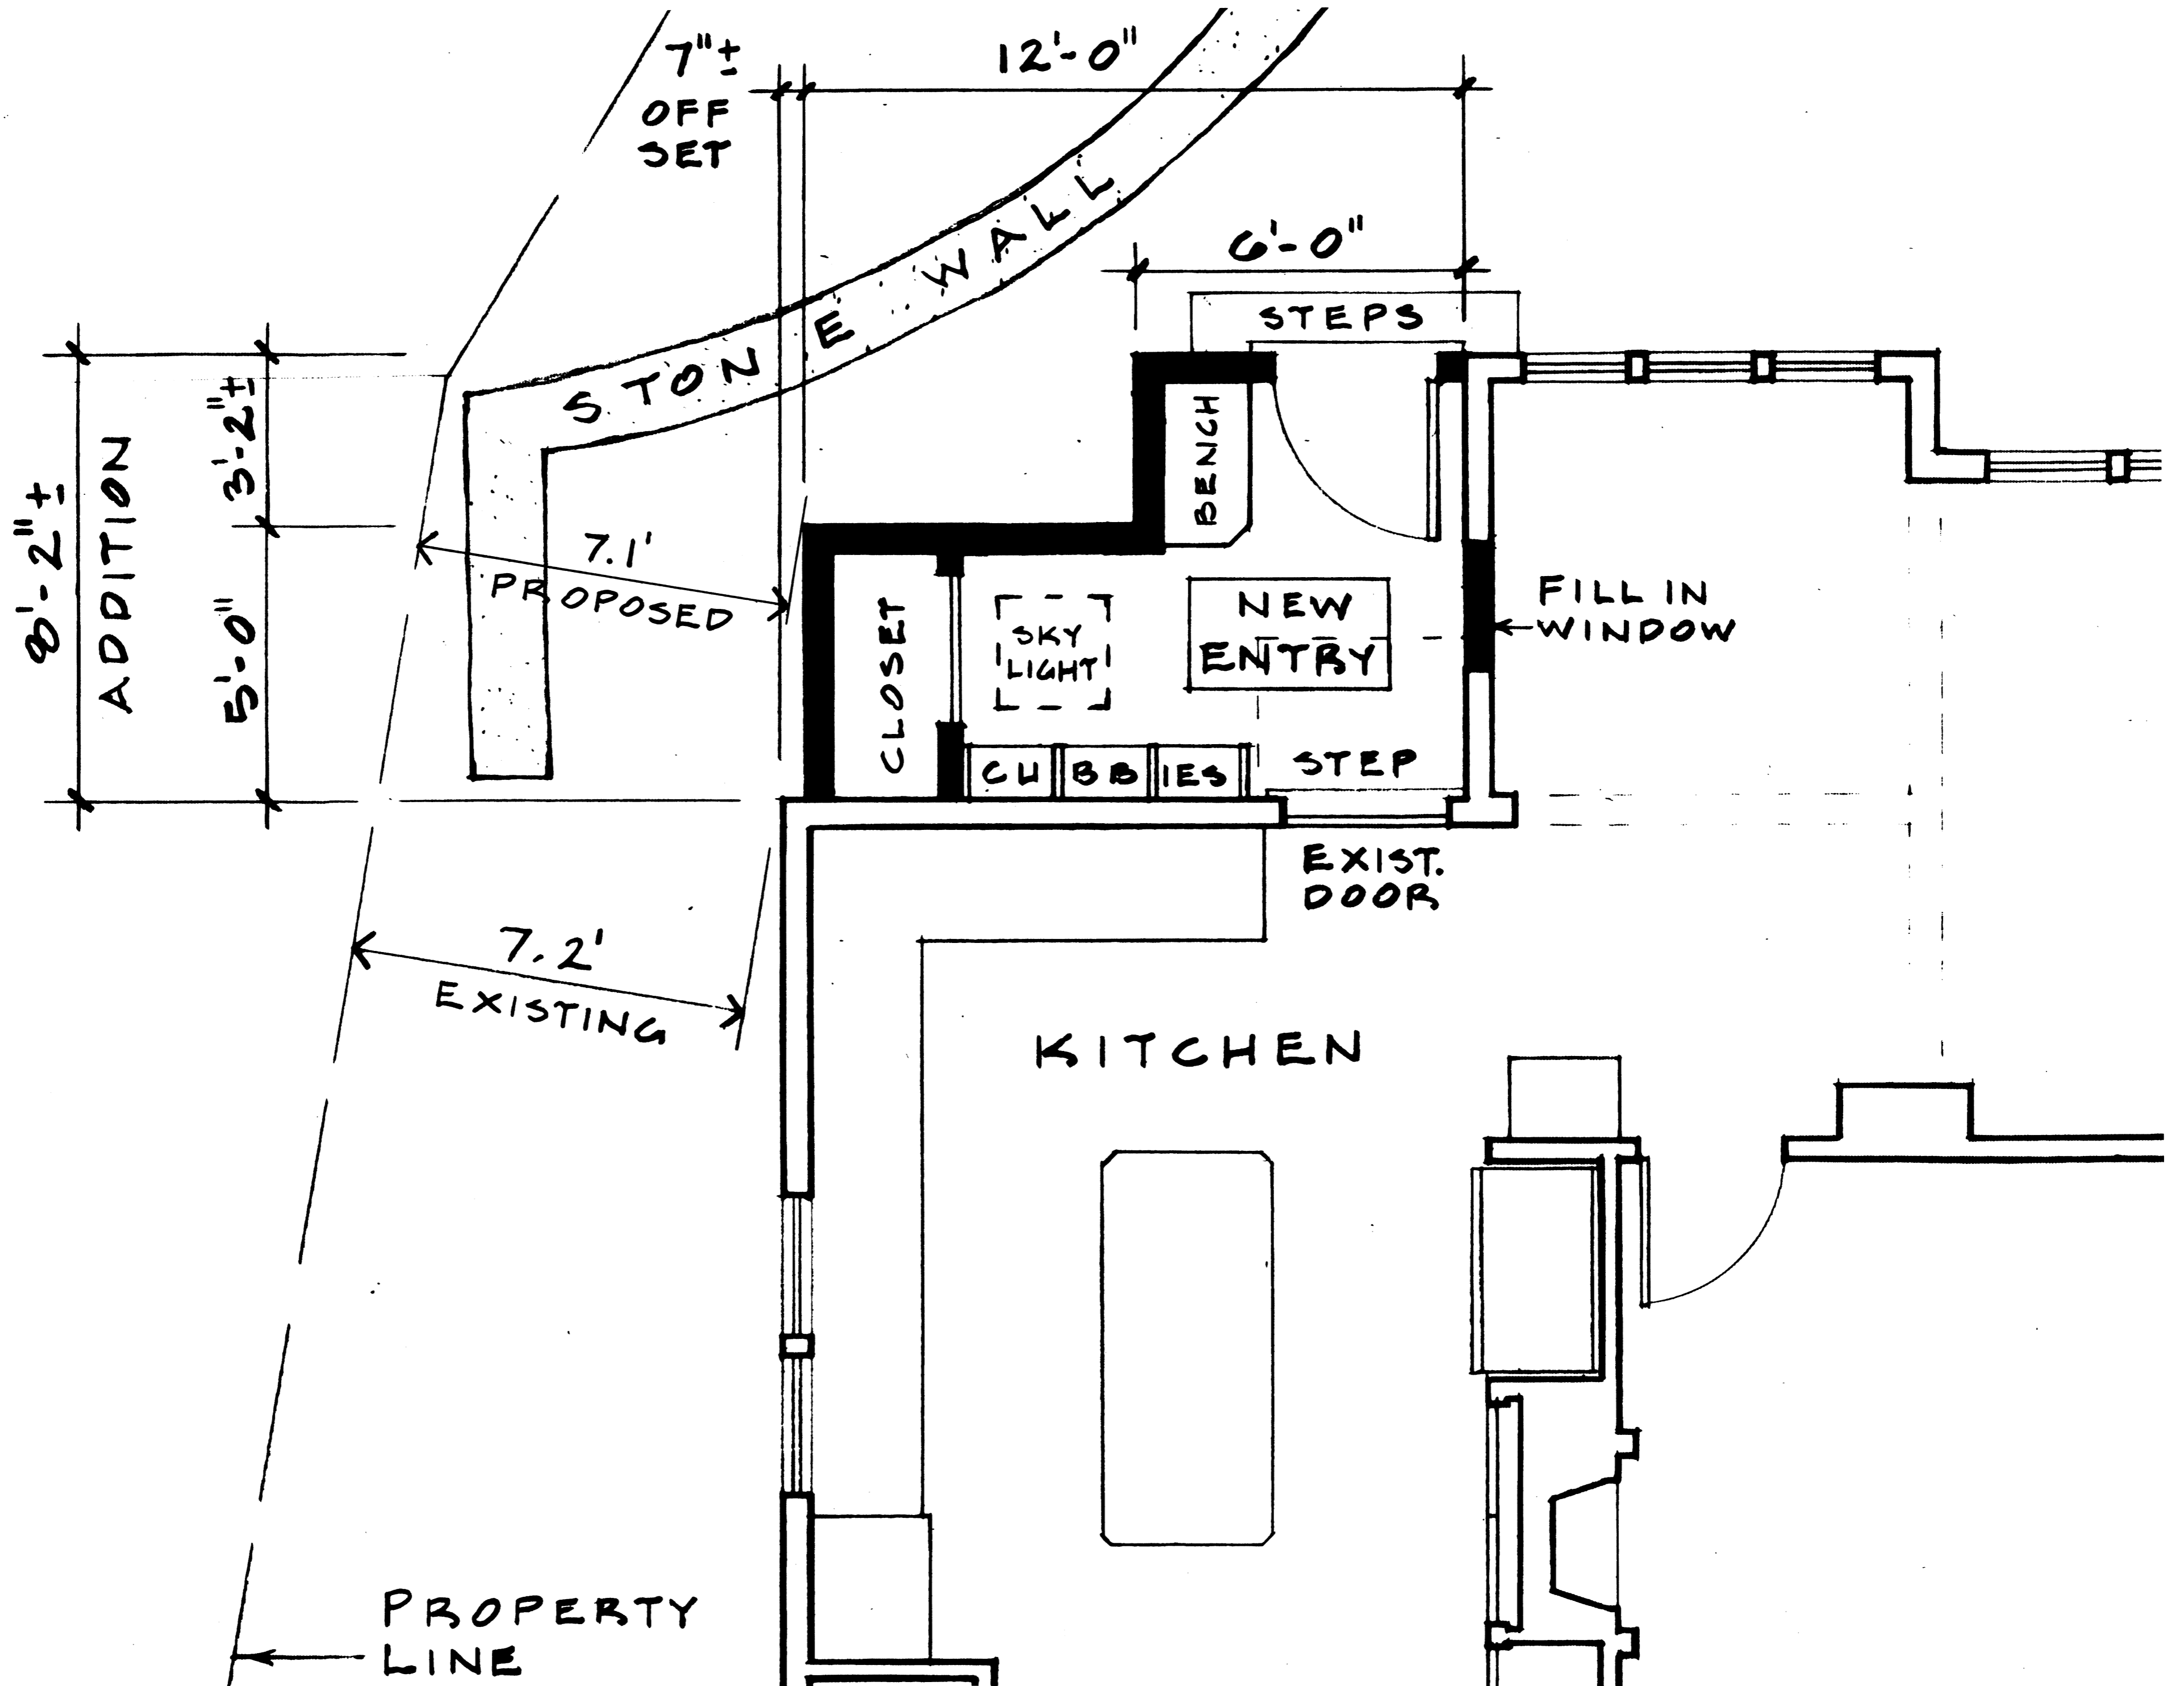 7"±
OFF
SET
12'-0"
STONE WALL
6'-0"
STEPS
8'-2"±
ADDITION
3'-2"±
5'-0"
BENCH
7.1'
PROPOSED
CLOSET
SKY
LIGHT
NEW
ENTRY
FILL IN
WINDOW
CUBBIES
STEP
EXIST.
DOOR
7.2'
EXISTING
KITCHEN
PROPERTY
LINE